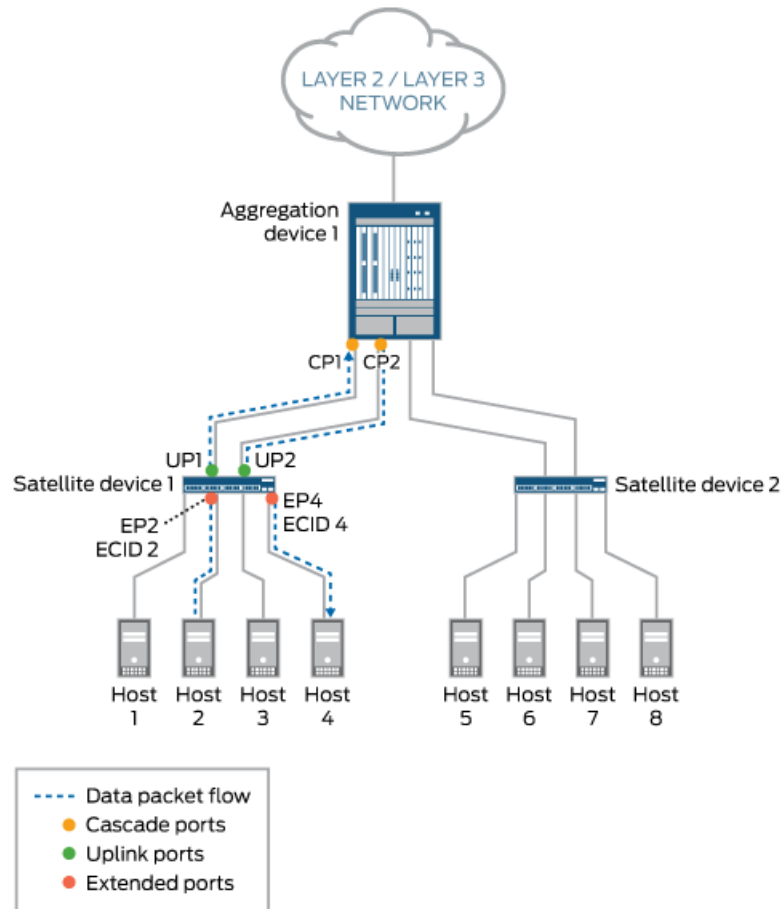 LAYER 2 / LAYER 3
NETWORK
Aggregation
device 1
CP1
CP2
UP1
UP2
Satellite device 1
Satellite device 2
EP2
ECID 2
EP4
ECID 4
Host
1
Host
2
Host
3
Host
4
Host
5
Host
6
Host
7
Host
8
Data packet flow
Cascade ports
Uplink ports
Extended ports